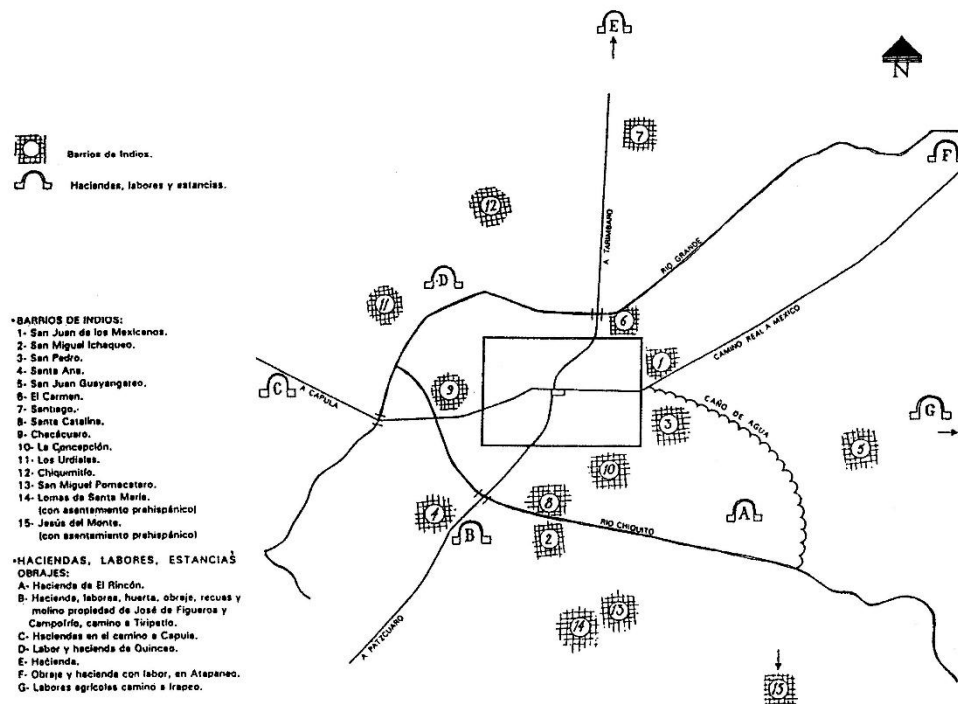 E
N
7
F
Barrios de Indios.
Haciendas, labores y estancias.
12
A TARIMBARO
RIO GRANDE
D
11
6
CAMINO REAL A MEXICO
1
•BARRIOS DE INDIOS:
1- San Juan de los Mexicanos.
2- San Miguel Ichaqueo.
3- San Pedro.
4- Santa Ana.
5- San Juan Guayangareo.
6- El Carmen.
7- Santiago.
8- Santa Catalina.
9- Chacácuaro.
10- La Concepción.
11- Los Urdiales.
12- Chiquimitío.
13- San Miguel Pomacataro.
14- Lomas de Santa María.
(con asentamiento prehispánico)
15- Jesús del Monte.
(con asentamiento prehispánico)
C
A CAPULA
9
CAÑO DE AGUA
G
3
5
10
4
8
A
B
2
RIO CHIQUITO
•HACIENDAS, LABORES, ESTANCIAS
OBRAJES:
A- Hacienda de El Rincón.
B- Hacienda, labores, huerta, obraje, recuas y
molino propiedad de José de Figueroa y
Campofrío, camino a Tiripetío.
C- Haciendas en el camino a Capula.
D- Labor y hacienda de Quinceo.
E- Hacienda.
F- Obraje y hacienda con labor, en Atapaneo.
G- Labores agrícolas camino a Irapeo.
13
14
A PATZCUARO
15